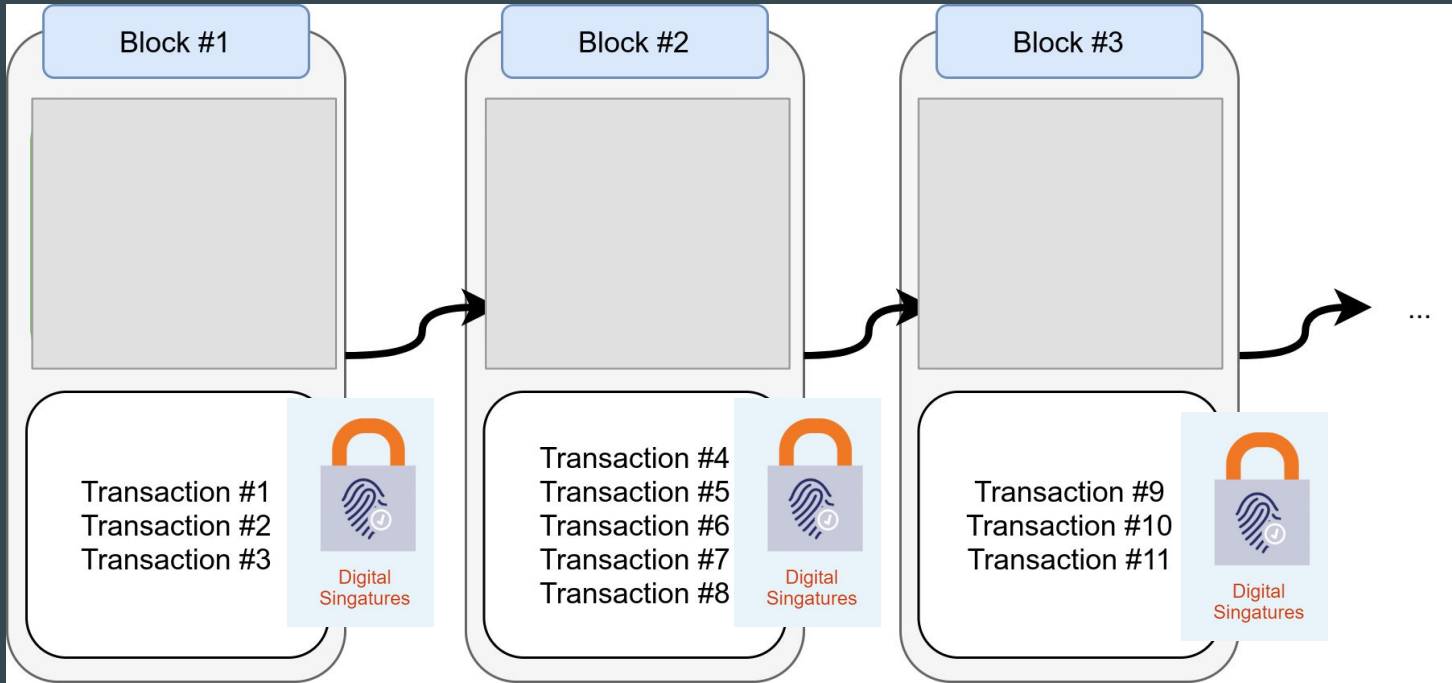 Block #1
Transaction #1
Transaction #2
Transaction #3
Digital
Singatures
Block #2
Transaction #4
Transaction #5
Transaction #6
Transaction #7
Transaction #8
Digital
Singatures
Block #3
Transaction #9
Transaction #10
Transaction #11
Digital
Singatures
...